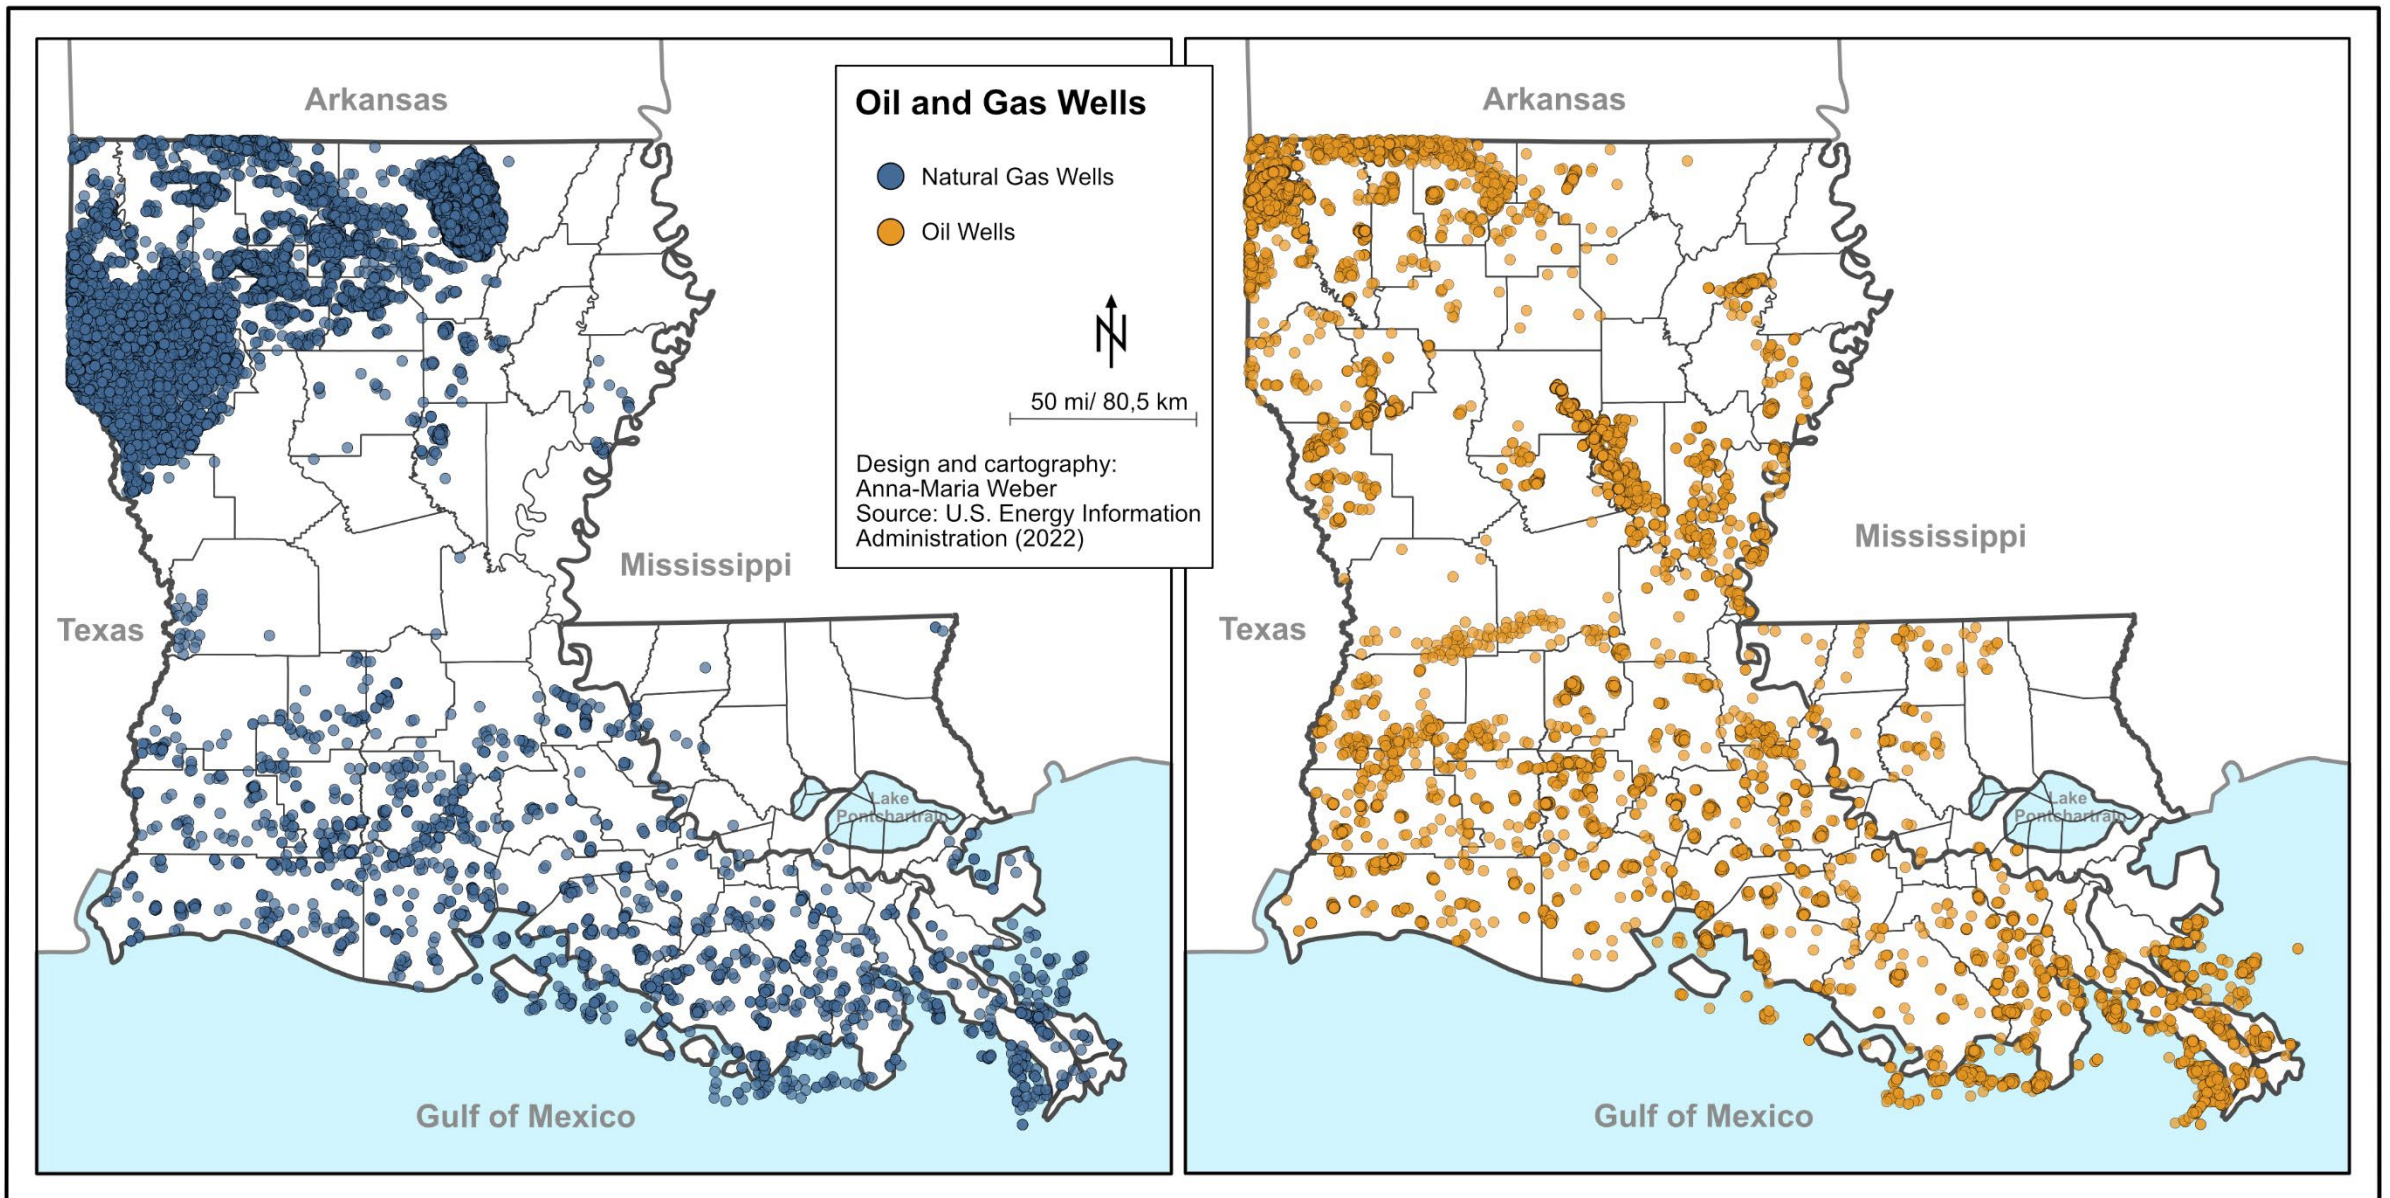 Arkansas
Texas
Mississippi
Lake
Pontchartrain
Gulf of Mexico
Oil and Gas Wells
Natural Gas Wells
Oil Wells
N
50 mi/ 80,5 km
Design and cartography:
Anna-Maria Weber
Source: U.S. Energy Information
Administration (2022)
Arkansas
Texas
Mississippi
Lake
Pontchartrain
Gulf of Mexico